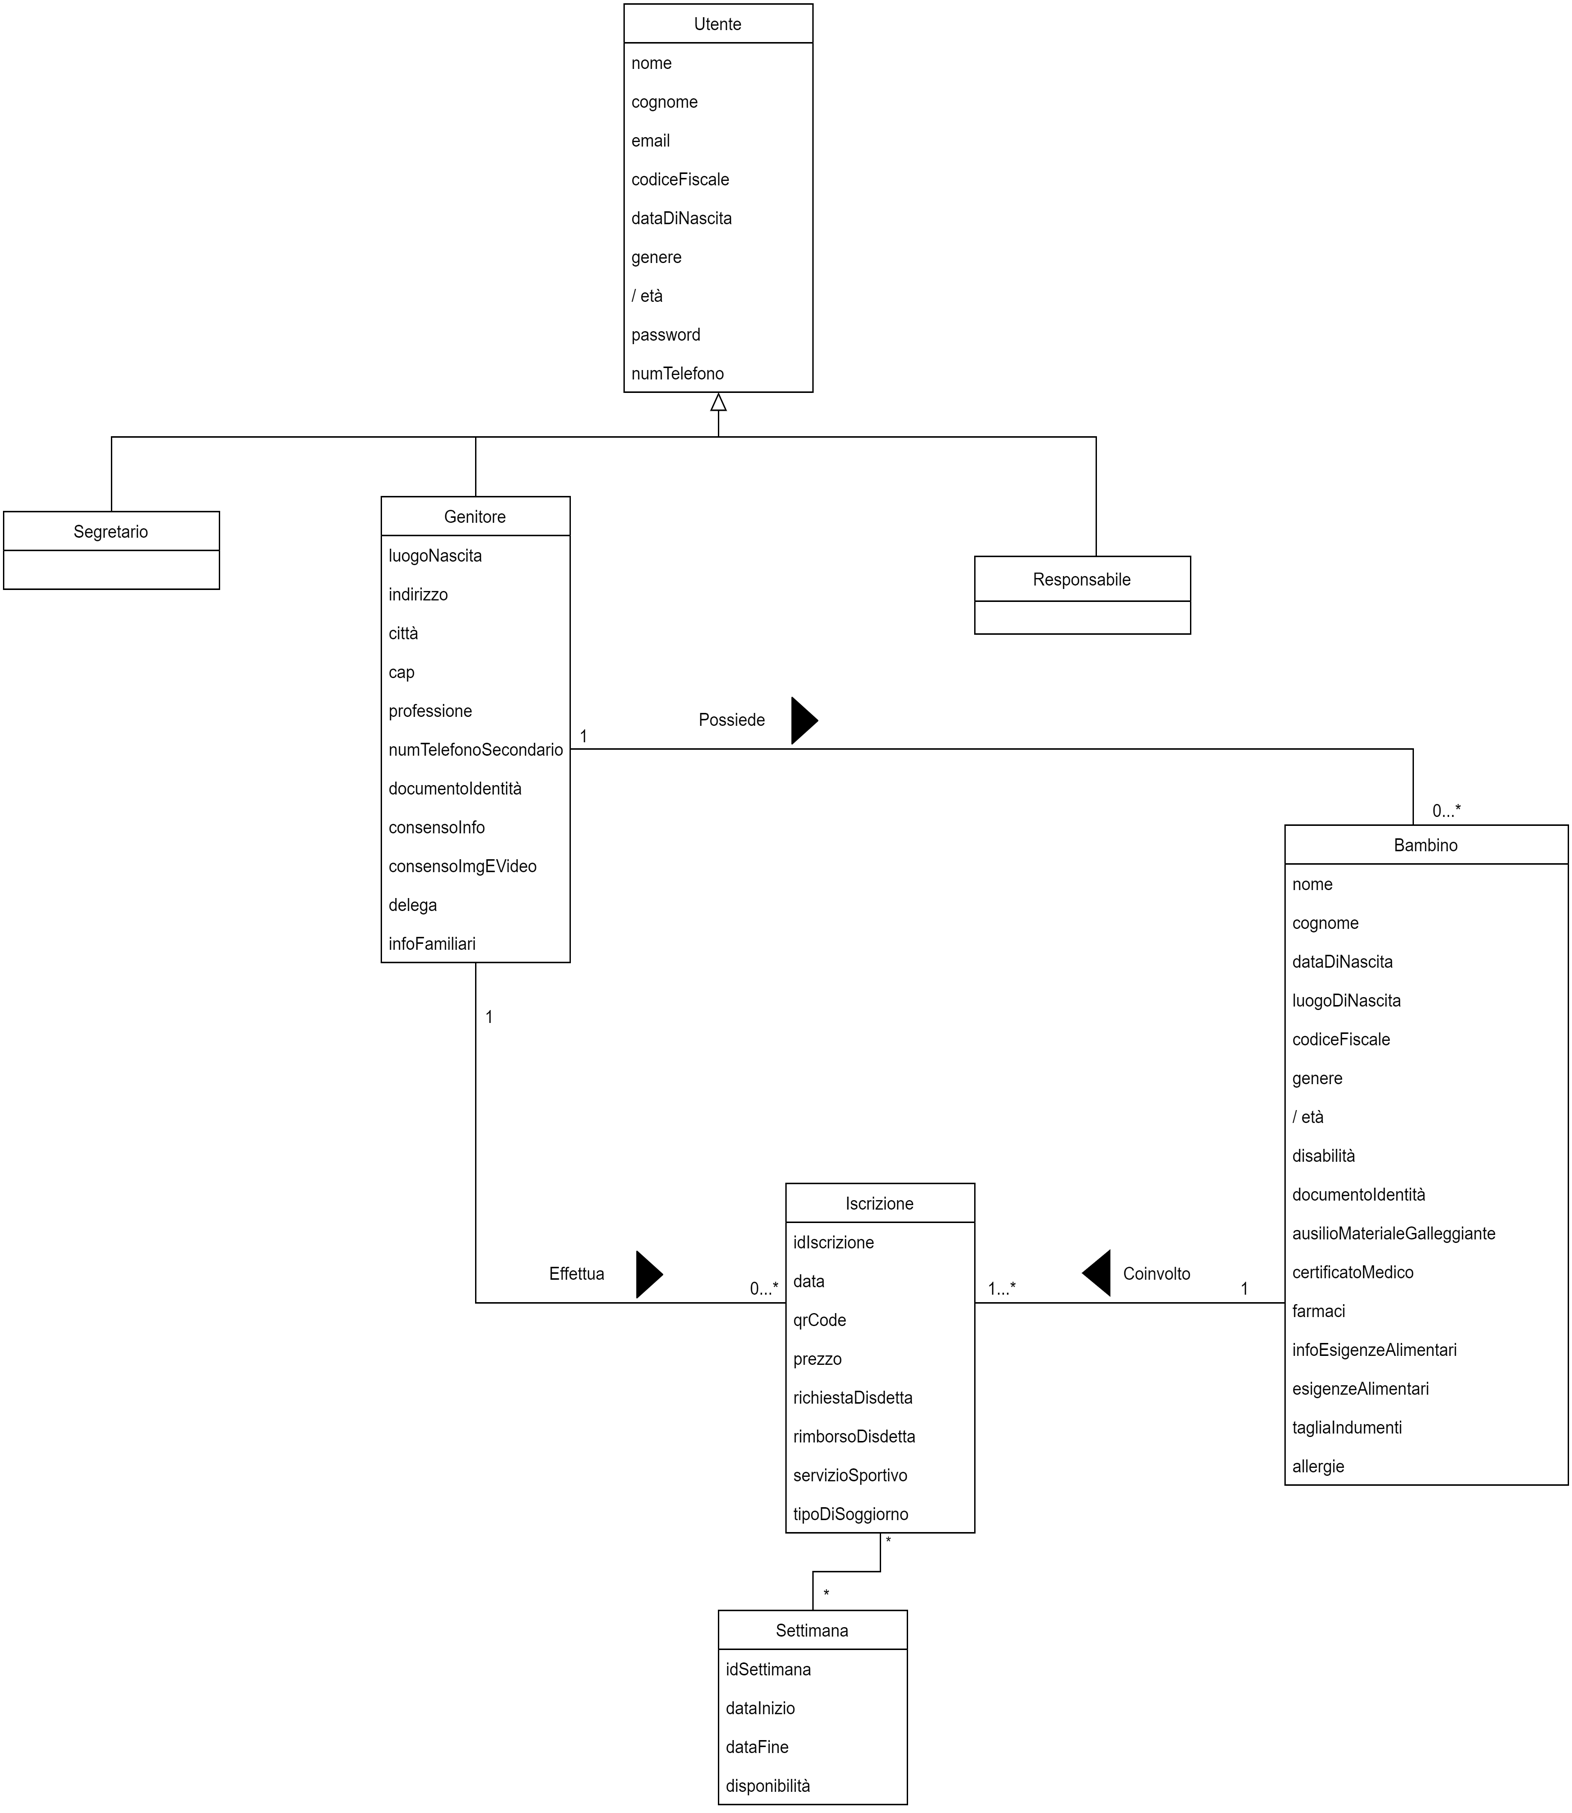 Utente
nome
cognome
email
codiceFiscale
dataDiNascita
genere
/ età
password
numTelefono
Segretario
Genitore
luogoNascita
indirizzo
città
cap
professione
numTelefonoSecondario
documentoIdentità
consensoInfo
consensoImgEVideo
delega
infoFamiliari
Responsabile
Possiede
1
0...*
Bambino
nome
cognome
dataDiNascita
luogoDiNascita
codiceFiscale
genere
/ età
disabilità
documentoIdentità
ausilioMaterialeGalleggiante
certificatoMedico
farmaci
infoEsigenzeAlimentari
esigenzeAlimentari
tagliaIndumenti
allergie
1
Effettua
0...*
Iscrizione
idIscrizione
data
qrCode
prezzo
richiestaDisdetta
rimborsoDisdetta
servizioSportivo
tipoDiSoggiorno
1...*
Coinvolto
1
*
*
Settimana
idSettimana
dataInizio
dataFine
disponibilità